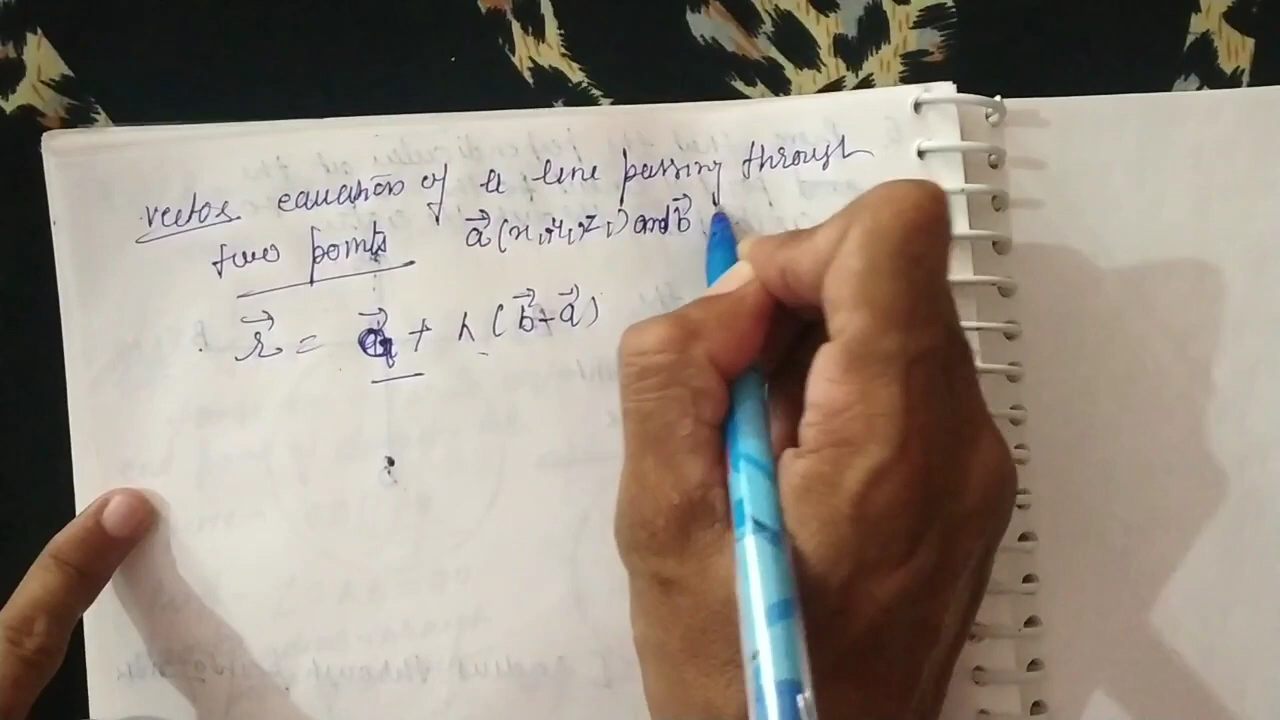 vector equation of a line passing through
two points a⃗ (x₁, y₁, z₁) and b⃗
r⃗ = a⃗ + λ (b⃗ - a⃗)